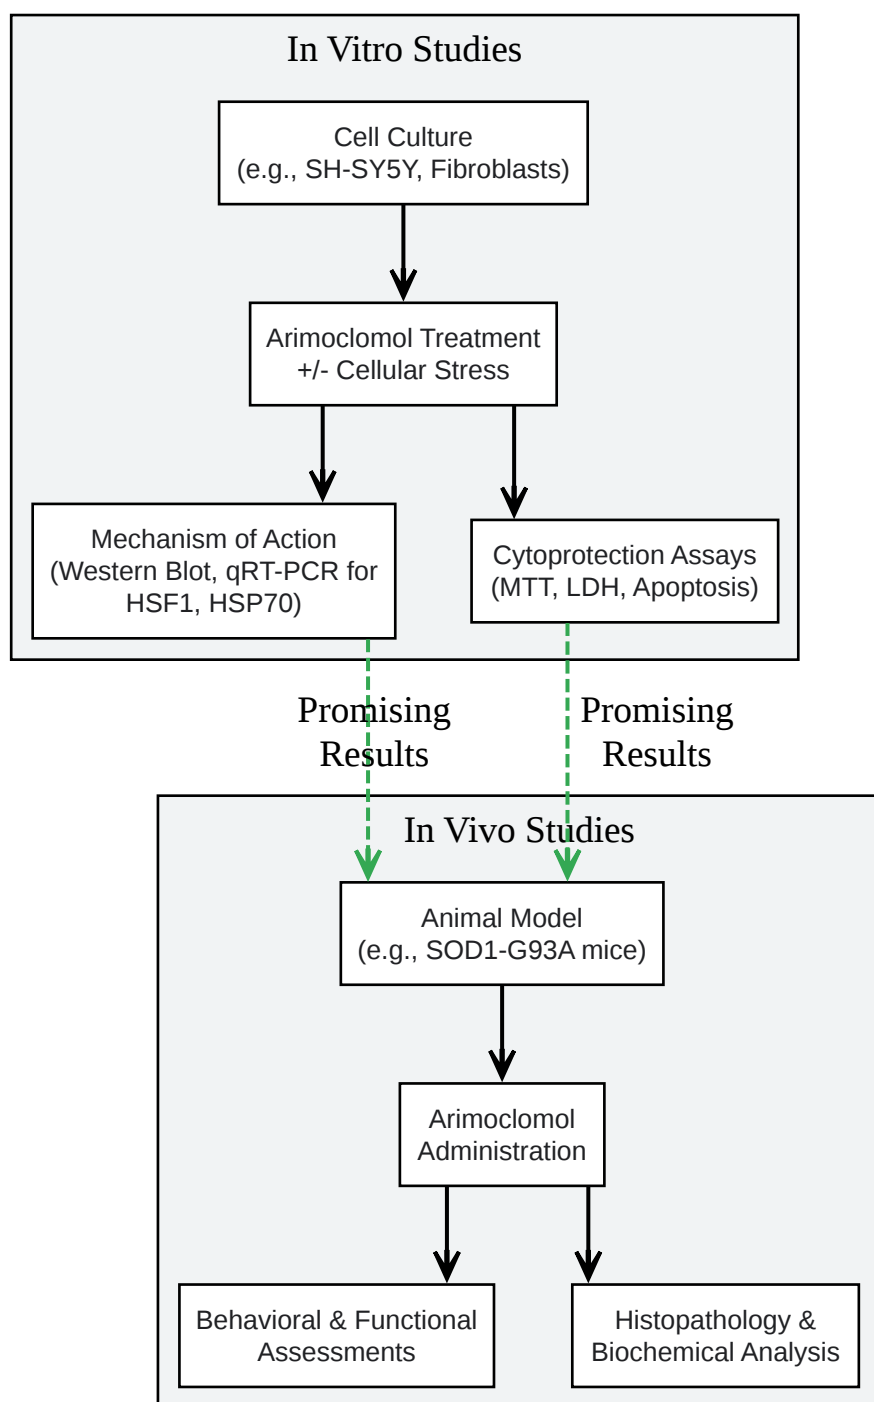 In Vitro Studies
Cell Culture
(e.g., SH-SY5Y, Fibroblasts)
Arimoclomol Treatment
+/- Cellular Stress
Mechanism of Action
(Western Blot, qRT-PCR for
HSF1, HSP70)
Cytoprotection Assays
(MTT, LDH, Apoptosis)
Promising
Results
Promising
Results
In Vivo Studies
Animal Model
(e.g., SOD1-G93A mice)
Arimoclomol
Administration
Behavioral & Functional
Assessments
Histopathology &
Biochemical Analysis